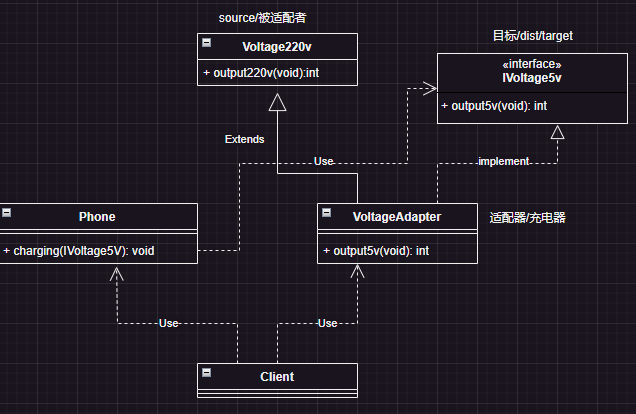 source/被适配者
Voltage220v
+ output220v(void):int
目标/dist/target
«interface»
IVoltage5v
+ output5v(void): int
Extends
Use
implement
Phone
+ charging(IVoltage5V): void
VoltageAdapter
+ output5v(void): int
适配器/充电器
Use
Use
Client